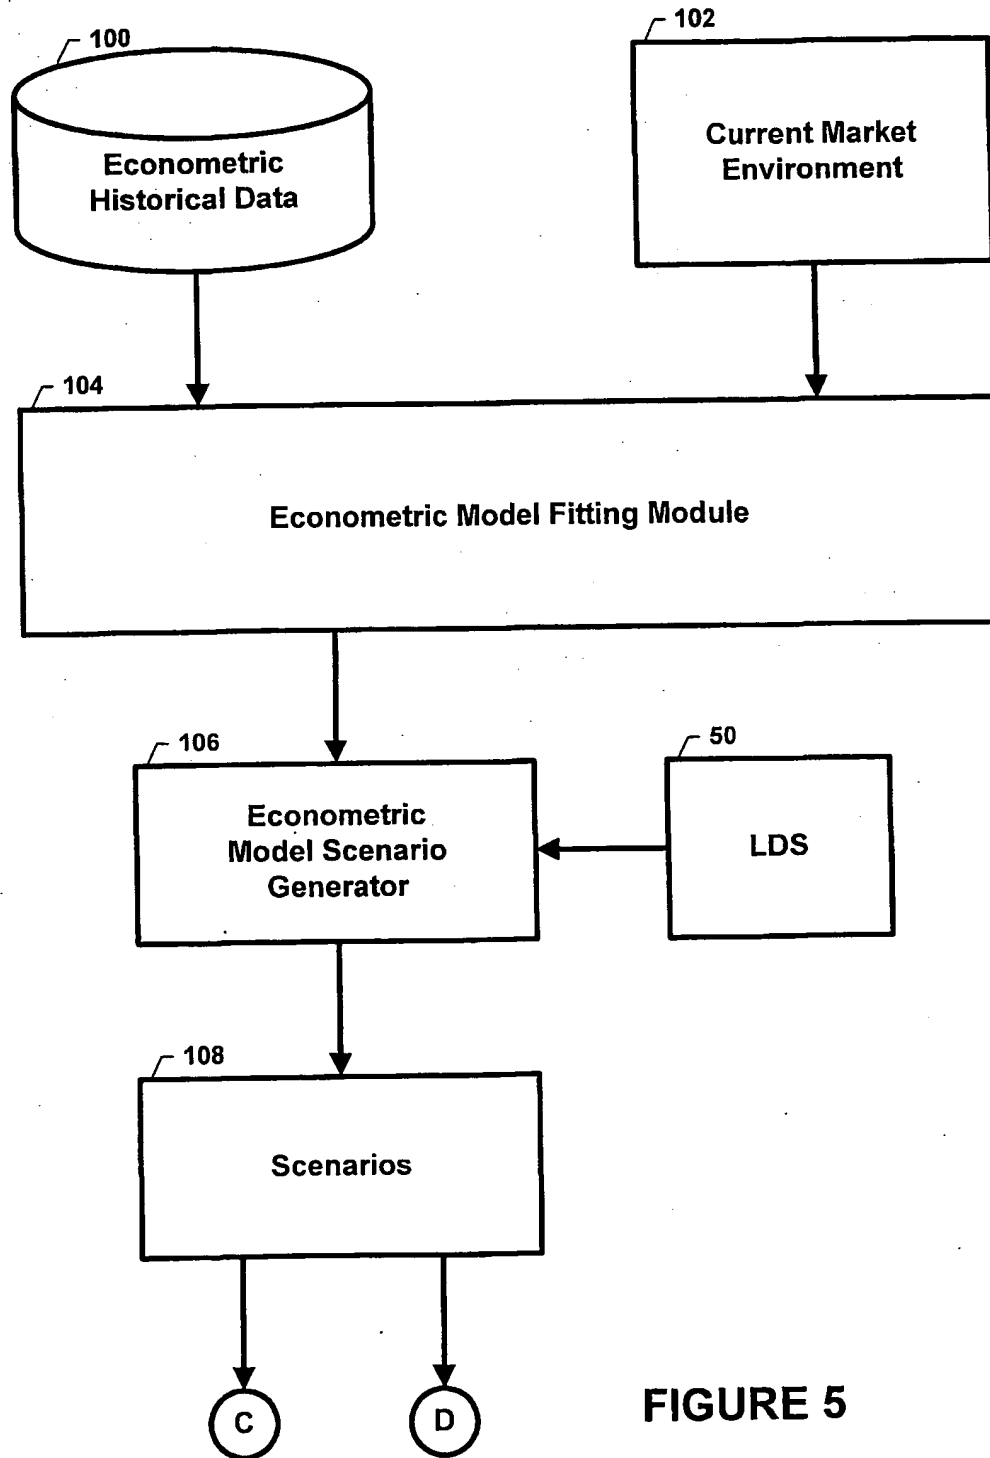 100
102
Econometric
Historical Data
Current Market
Environment
104
Econometric Model Fitting Module
106
50
Econometric
Model Scenario
Generator
LDS
108
Scenarios
C
D
FIGURE 5